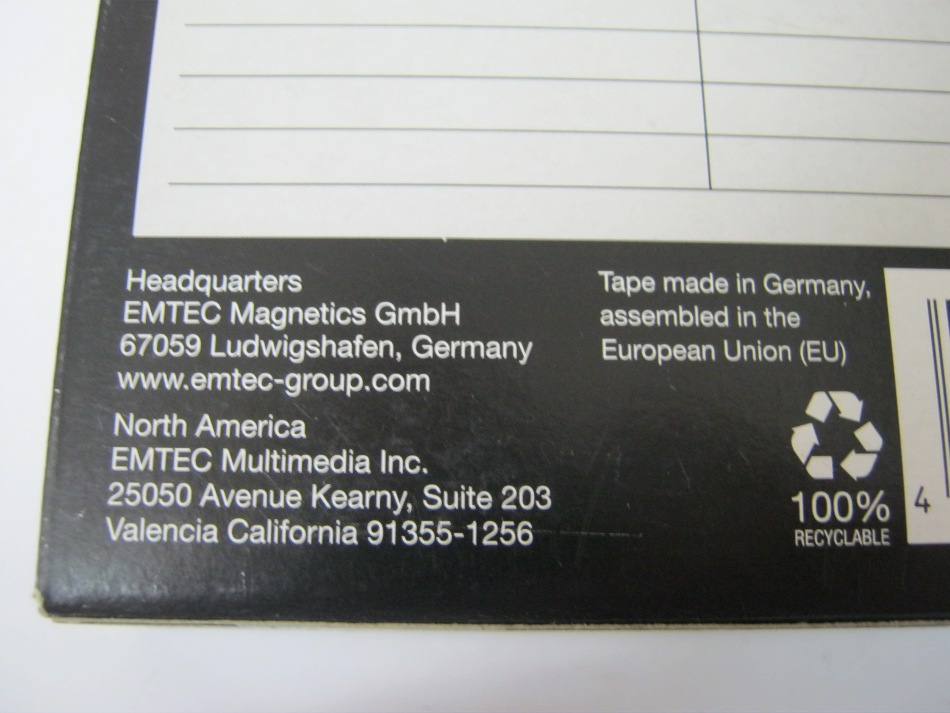 Headquarters
EMTEC Magnetics GmbH
67059 Ludwigshafen, Germany
www.emtec-group.com
North America
EMTEC Multimedia Inc.
25050 Avenue Kearny, Suite 203
Valencia California 91355-1256
Tape made in Germany,
assembled in the
European Union (EU)
100%
RECYCLABLE
4